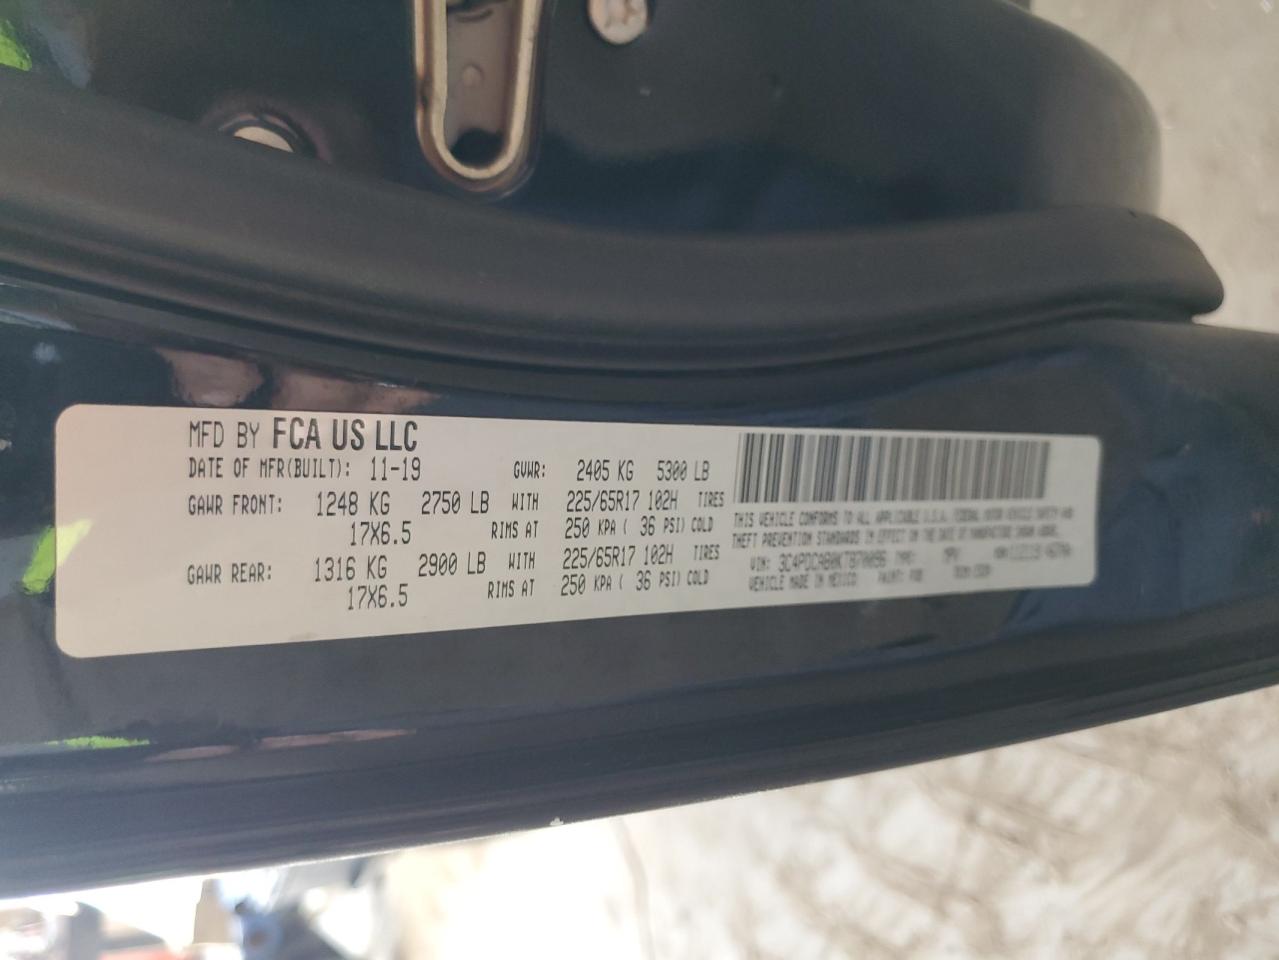 MFD BY FCA US LLC
DATE OF MFR(BUILT): 11-19 GVWR: 2405 KG 5300 LB
GAWR FRONT: 1248 KG 2750 LB WITH 225/65R17 102H TIRES
17X6.5 RIMS AT 250 KPA ( 36 PSI) COLD
GAWR REAR: 1316 KG 2900 LB WITH 225/65R17 102H TIRES
17X6.5 RIMS AT 250 KPA ( 36 PSI) COLD
THIS VEHICLE CONFORMS TO ALL APPLICABLE U.S.A. FEDERAL MOTOR VEHICLE SAFETY AND
THEFT PREVENTION STANDARDS IN EFFECT ON THE DATE OF MANUFACTURE SHOWN ABOVE.
VIN: TYPE: MPV
VEHICLE MADE IN MEXICO PAINT: